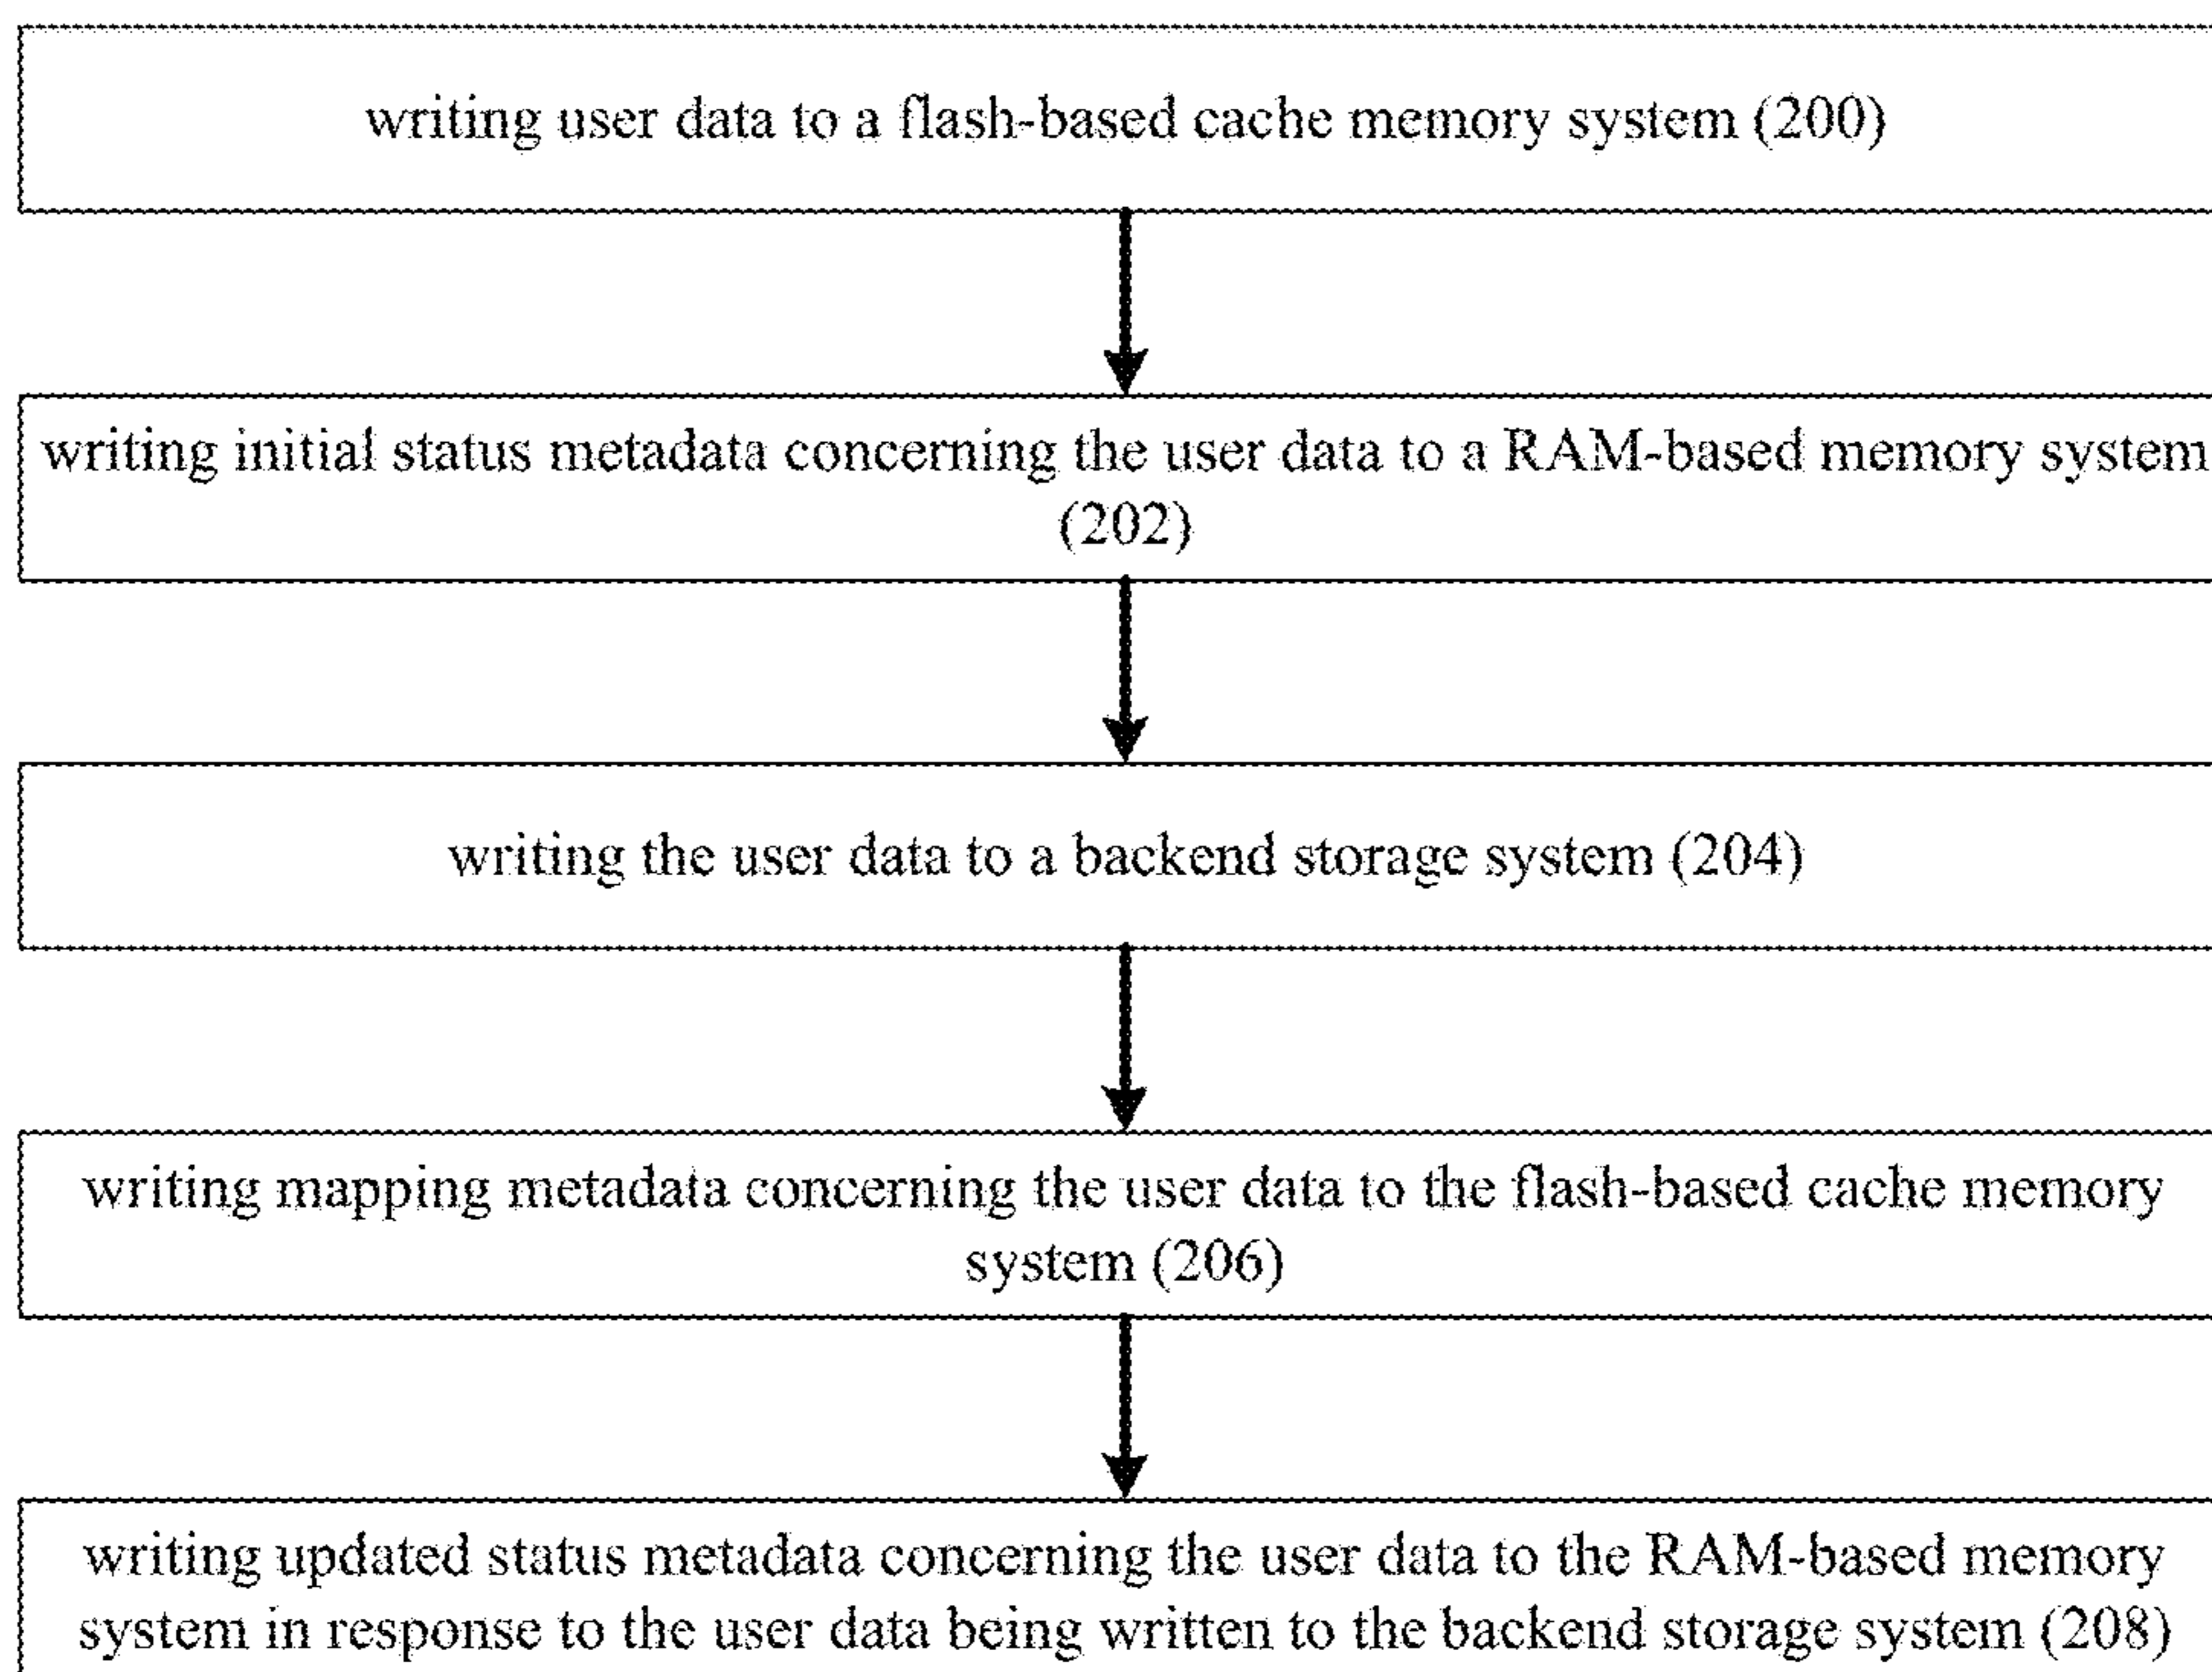 writing user data to a flash-based cache memory system (200)
writing initial status metadata concerning the user data to a RAM-based memory system
(202)
writing the user data to a backend storage system (204)
writing mapping metadata concerning the user data to the flash-based cache memory
system (206)
writing updated status metadata concerning the user data to the RAM-based memory
system in response to the user data being written to the backend storage system (208)